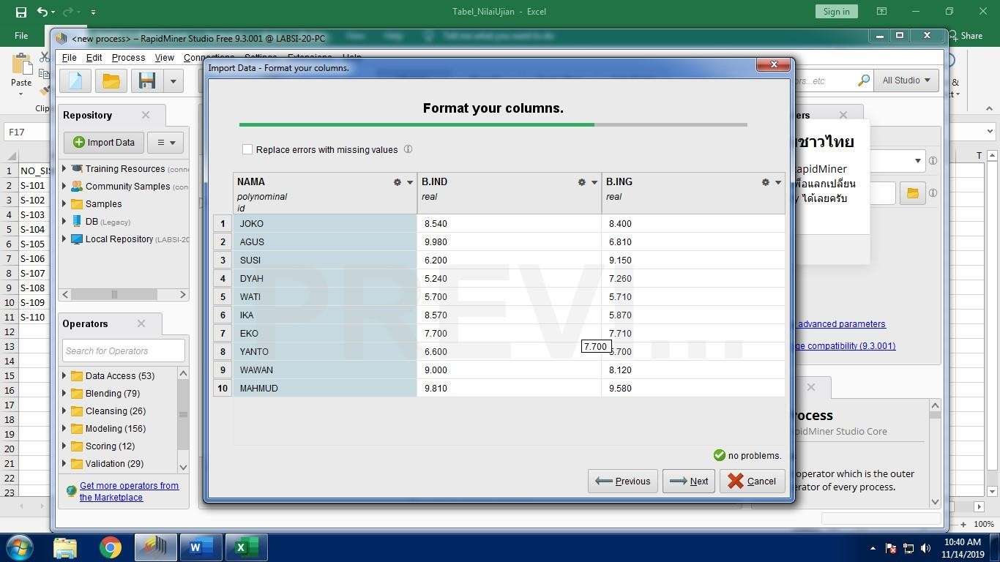 Tabel_NilaiUjian - Excel
Sign in
File
Tell me what you want to do
Share
Paste
Clip
F17
<new process> – RapidMiner Studio Free 9.3.001 @ LABSI-20-PC
File Edit Process View Connections Settings Extensions Help
All Studio
Repository
Import Data
Training Resources (conne
Community Samples (con
Samples
DB (Legacy)
Local Repository (LABSI-20
Operators
Search for Operators
Data Access (53)
Blending (79)
Cleansing (26)
Modeling (156)
Scoring (12)
Validation (29)
Get more operators from
the Marketplace
T
1 NO_SIS
2 S-101
3 S-102
4 S-103
5 S-104
6 S-105
7 S-106
8 S-107
9 S-108
10 S-109
11 S-110
12
13
14
15
16
17
18
19
20
21
22
23
Import Data - Format your columns.
Format your columns.
Replace errors with missing values
NAMA B.IND B.ING
polynominal real real
id
1 JOKO 8.540 8.400
2 AGUS 9.980 6.810
3 SUSI 6.200 9.150
4 DYAH 5.240 7.260
5 WATI 5.700 5.710
6 IKA 8.570 5.870
7 EKO 7.700 7.710
7.700
8 YANTO 6.600 .700
9 WAWAN 9.000 8.120
10 MAHMUD 9.810 9.580
PREVI...
no problems.
Previous Next Cancel
ers
ชาวไทย
RapidMiner
พื่อแลกเปลี่ยน
y ได้เลยครับ
advanced parameters
ge compatibility (9.3.001)
rocess
pidMiner Studio Core
operator which is the outer
erator of every process.
100%
10:40 AM
11/14/2019